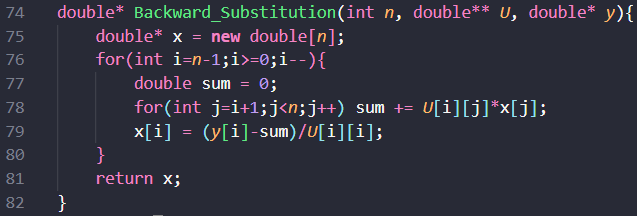 74 double* Backward_Substitution(int n, double** U, double* y){
75     double* x = new double[n];
76     for(int i=n-1;i>=0;i--){
77         double sum = 0;
78         for(int j=i+1;j<n;j++) sum += U[i][j]*x[j];
79         x[i] = (y[i]-sum)/U[i][i];
80     }
81     return x;
82 }